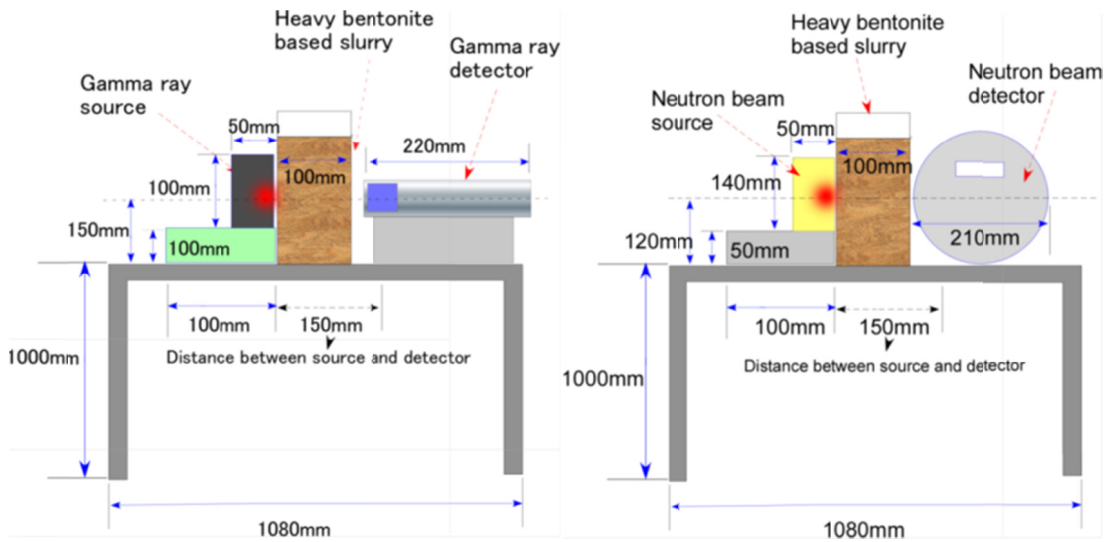 Heavy bentonite
based slurry
Gamma ray
detector
Gamma ray
source
50mm
220mm
100mm
100mm
150mm
100mm
100mm
150mm
Distance between source and detector
1000mm
1080mm
Heavy bentonite
based slurry
Neutron beam
detector
Neutron beam
source
50mm
100mm
140mm
120mm
50mm
210mm
100mm
150mm
Distance between source and detector
1000mm
1080mm